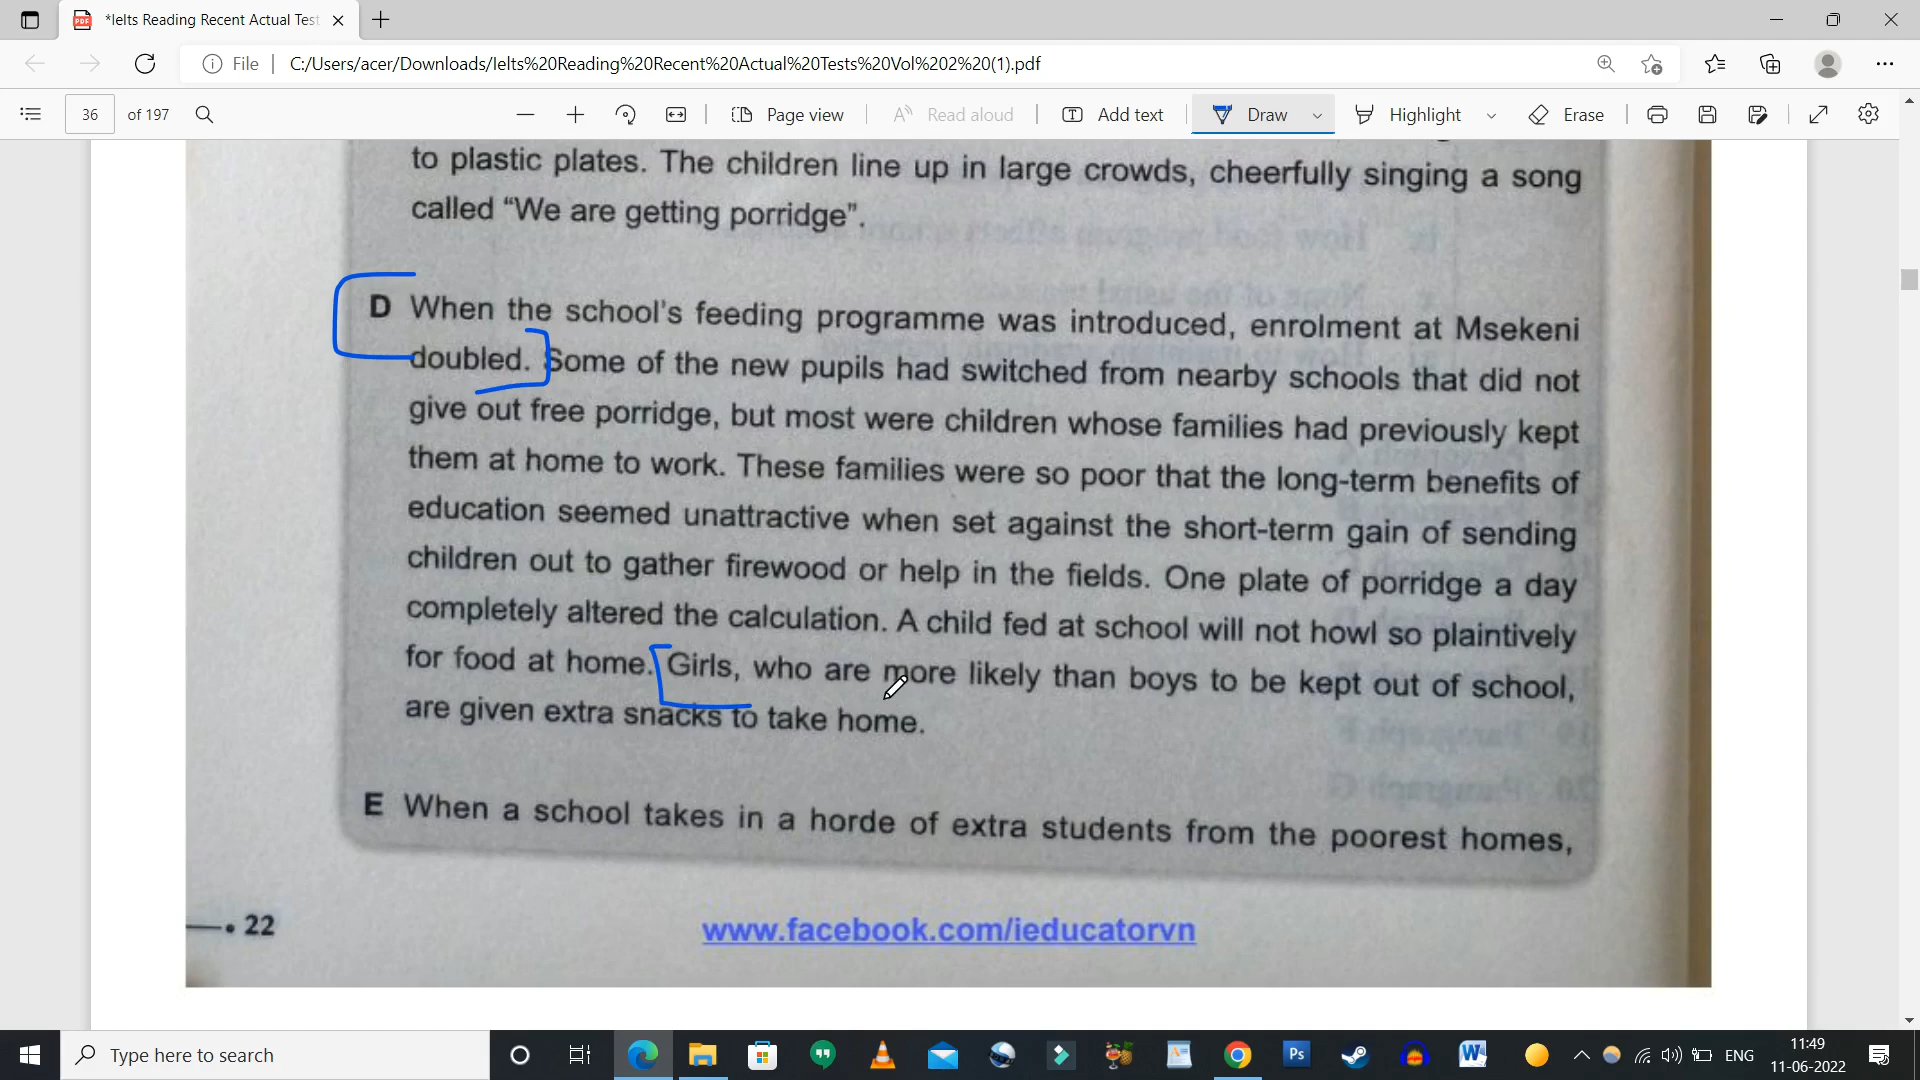 *Ielts Reading Recent Actual Test
File
C:/Users/acer/Downloads/Ielts%20Reading%20Recent%20Actual%20Tests%20Vol%202%20(1).pdf
36 of 197
Page view
Read aloud
Add text
Draw
Highlight
Erase
to plastic plates. The children line up in large crowds, cheerfully singing a song
called “We are getting porridge”.
D When the school's feeding programme was introduced, enrolment at Msekeni
doubled. Some of the new pupils had switched from nearby schools that did not
give out free porridge, but most were children whose families had previously kept
them at home to work. These families were so poor that the long-term benefits of
education seemed unattractive when set against the short-term gain of sending
children out to gather firewood or help in the fields. One plate of porridge a day
completely altered the calculation. A child fed at school will not howl so plaintively
for food at home. Girls, who are more likely than boys to be kept out of school,
are given extra snacks to take home.
E When a school takes in a horde of extra students from the poorest homes,
22
www.facebook.com/ieducatorvn
Type here to search
Ps
ENG
11:49
11-06-2022